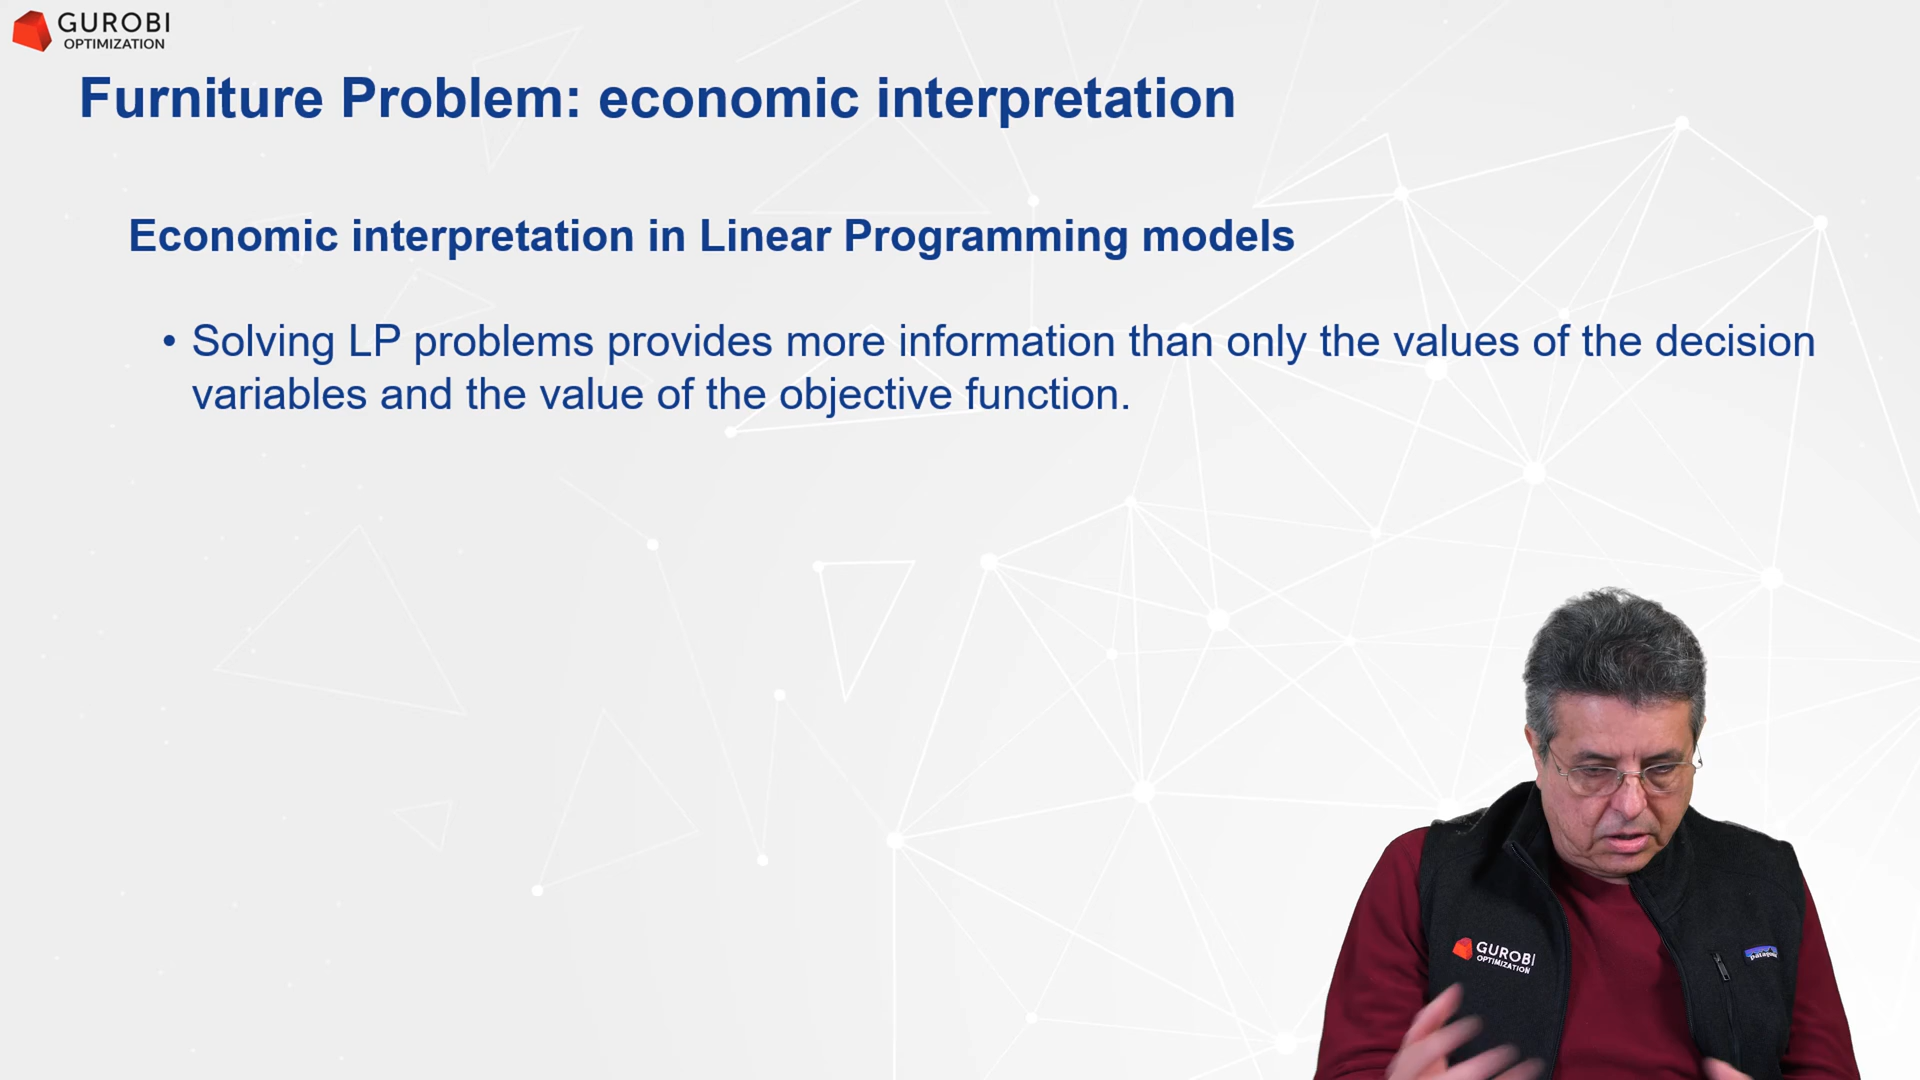 GUROBI
OPTIMIZATION
Furniture Problem: economic interpretation
Economic interpretation in Linear Programming models
• Solving LP problems provides more information than only the values of the decision
variables and the value of the objective function.
GUROBI
OPTIMIZATION
patagonia